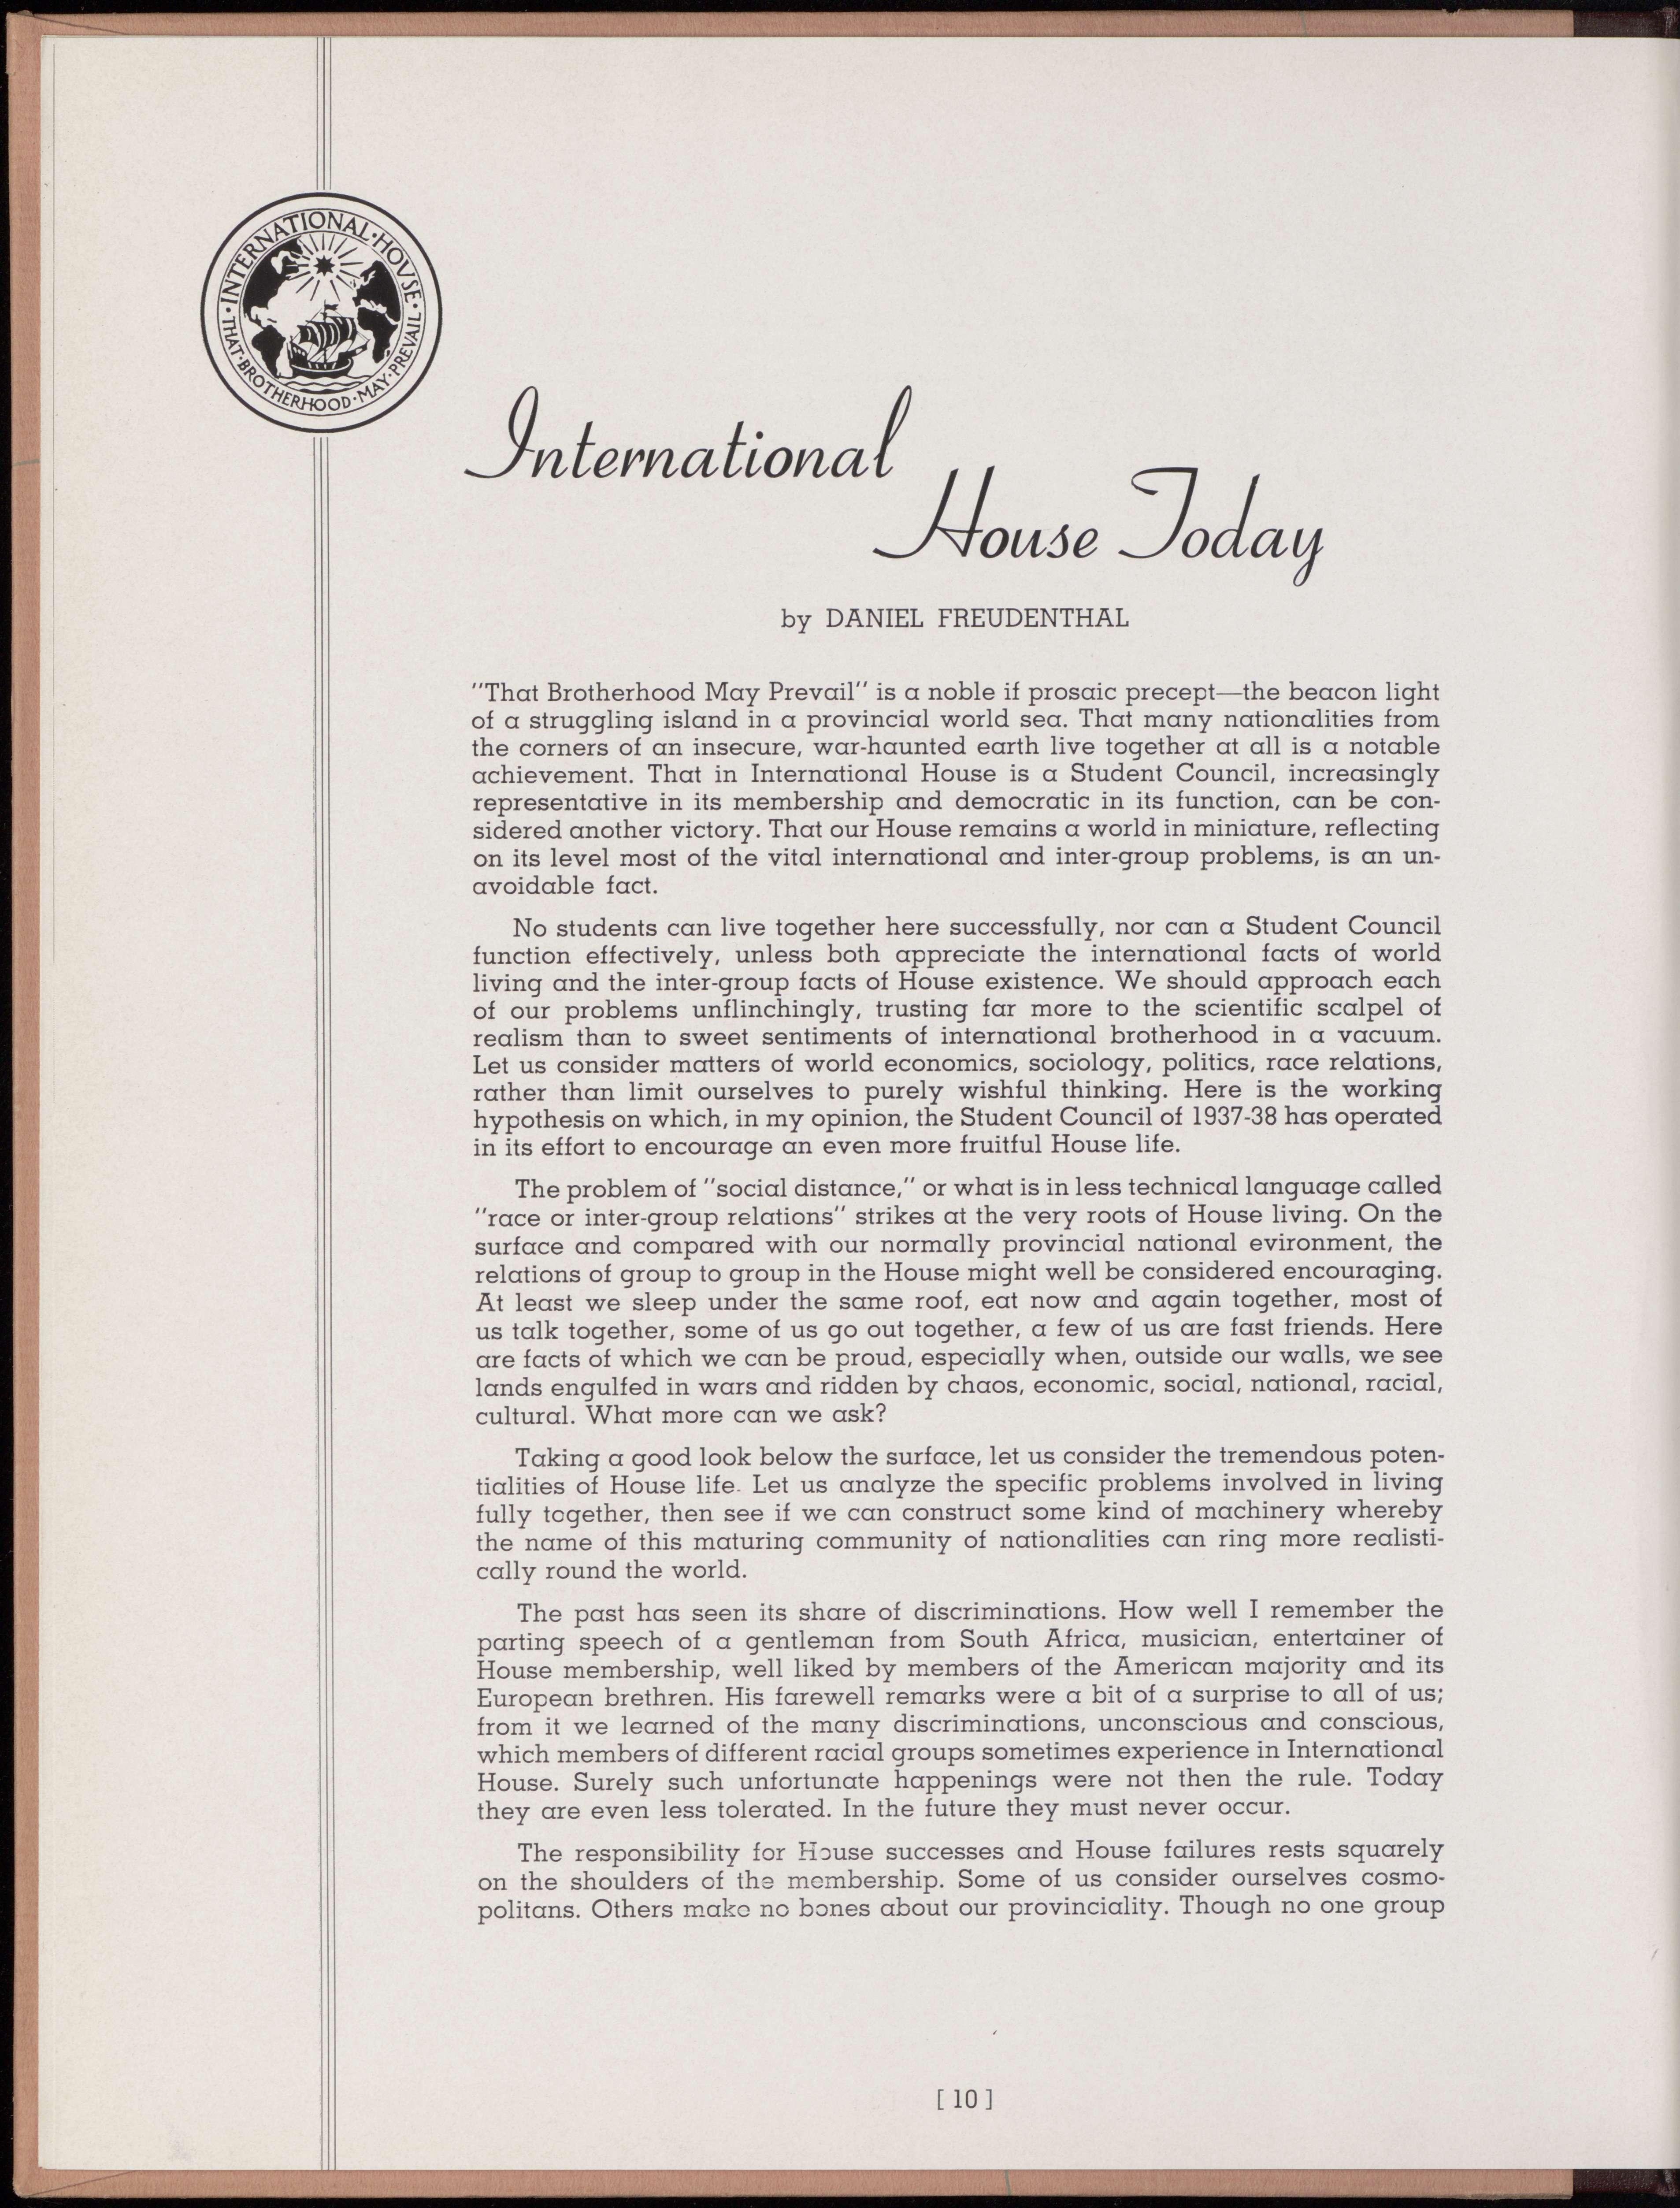 INTERNATIONAL·HOVSE·
·THAT·BROTHERHOOD·MAY·PREVAIL·
International
House Today
by DANIEL FREUDENTHAL
"That Brotherhood May Prevail" is a noble if prosaic precept—the beacon light
of a struggling island in a provincial world sea. That many nationalities from
the corners of an insecure, war-haunted earth live together at all is a notable
achievement. That in International House is a Student Council, increasingly
representative in its membership and democratic in its function, can be con-
sidered another victory. That our House remains a world in miniature, reflecting
on its level most of the vital international and inter-group problems, is an un-
avoidable fact.
No students can live together here successfully, nor can a Student Council
function effectively, unless both appreciate the international facts of world
living and the inter-group facts of House existence. We should approach each
of our problems unflinchingly, trusting far more to the scientific scalpel of
realism than to sweet sentiments of international brotherhood in a vacuum.
Let us consider matters of world economics, sociology, politics, race relations,
rather than limit ourselves to purely wishful thinking. Here is the working
hypothesis on which, in my opinion, the Student Council of 1937-38 has operated
in its effort to encourage an even more fruitful House life.
The problem of "social distance," or what is in less technical language called
"race or inter-group relations" strikes at the very roots of House living. On the
surface and compared with our normally provincial national evironment, the
relations of group to group in the House might well be considered encouraging.
At least we sleep under the same roof, eat now and again together, most of
us talk together, some of us go out together, a few of us are fast friends. Here
are facts of which we can be proud, especially when, outside our walls, we see
lands engulfed in wars and ridden by chaos, economic, social, national, racial,
cultural. What more can we ask?
Taking a good look below the surface, let us consider the tremendous poten-
tialities of House life. Let us analyze the specific problems involved in living
fully together, then see if we can construct some kind of machinery whereby
the name of this maturing community of nationalities can ring more realisti-
cally round the world.
The past has seen its share of discriminations. How well I remember the
parting speech of a gentleman from South Africa, musician, entertainer of
House membership, well liked by members of the American majority and its
European brethren. His farewell remarks were a bit of a surprise to all of us;
from it we learned of the many discriminations, unconscious and conscious,
which members of different racial groups sometimes experience in International
House. Surely such unfortunate happenings were not then the rule. Today
they are even less tolerated. In the future they must never occur.
The responsibility for House successes and House failures rests squarely
on the shoulders of the membership. Some of us consider ourselves cosmo-
politans. Others make no bones about our provinciality. Though no one group
[ 10 ]